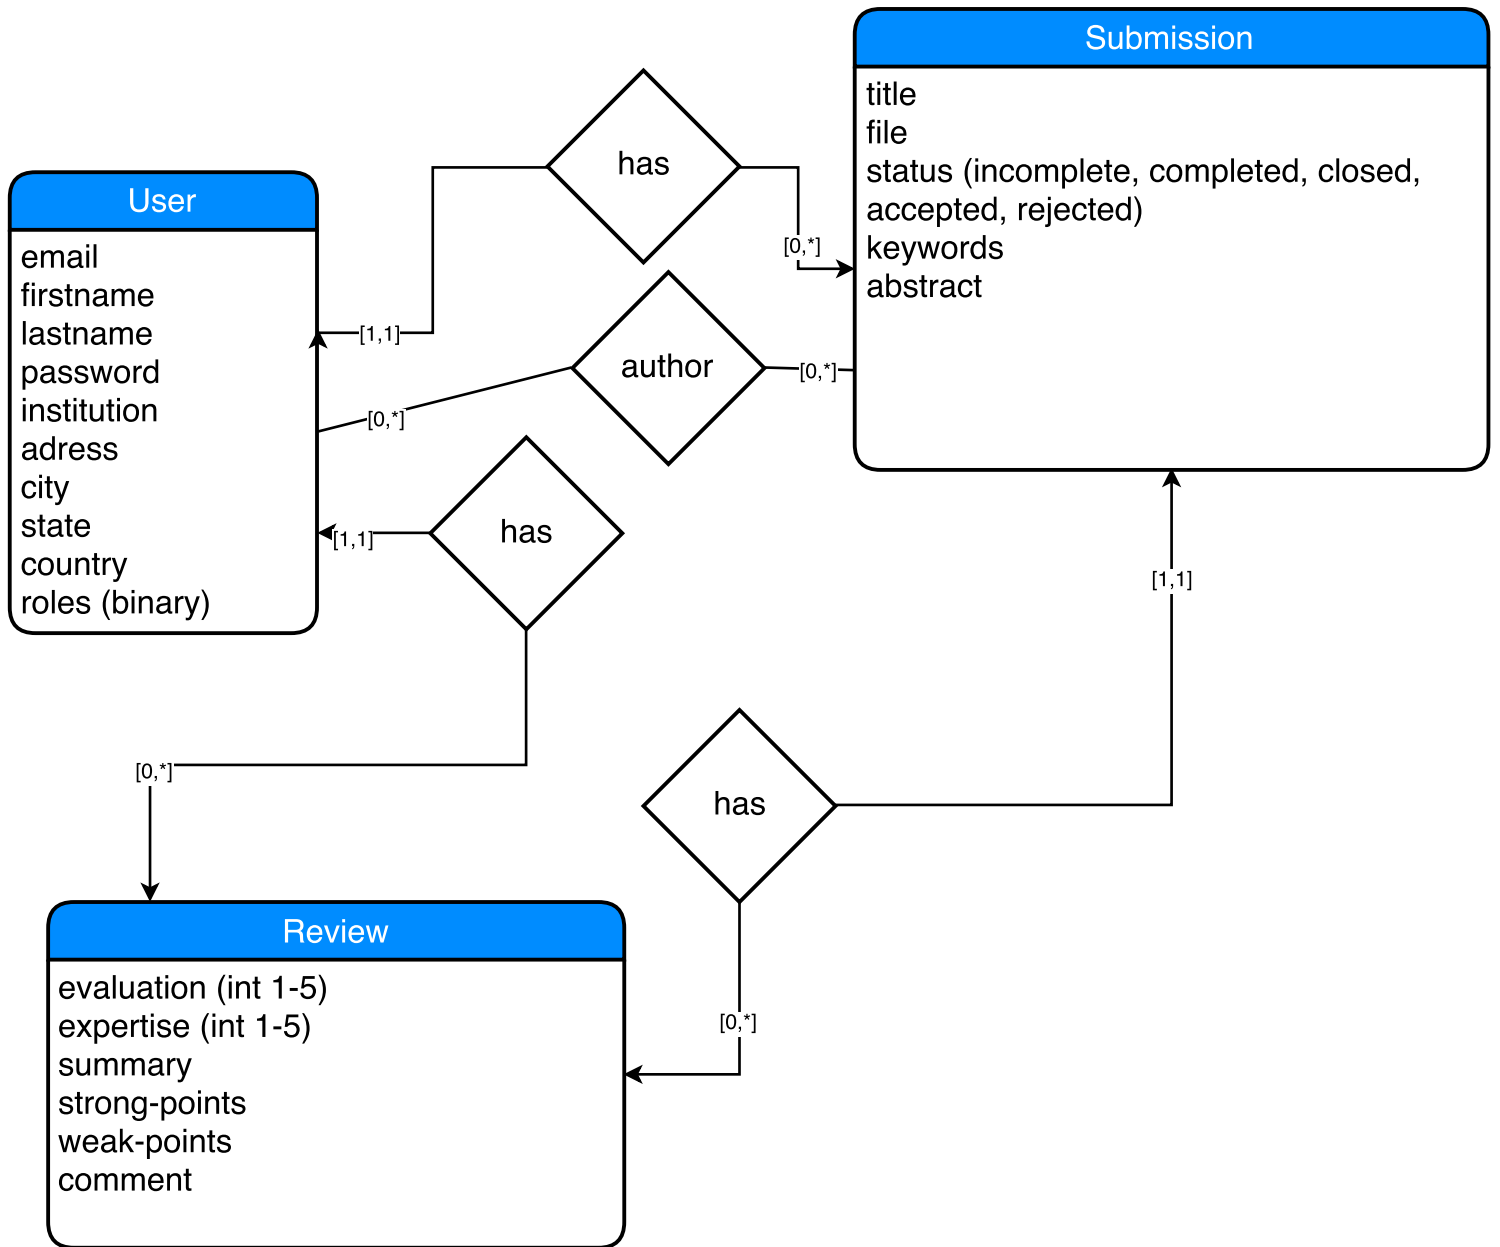 Submission
title
file
status (incomplete, completed, closed,
accepted, rejected)
keywords
abstract
has
[0,*]
[1,1]
User
email
firstname
lastname
password
institution
adress
city
state
country
roles (binary)
author
[0,*]
[0,*]
has
[1,1]
[0,*]
has
[1,1]
[0,*]
Review
evaluation (int 1-5)
expertise (int 1-5)
summary
strong-points
weak-points
comment